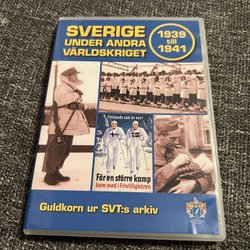 SVERIGE
UNDER ANDRA
VÄRLDSKRIGET
1939
till
1941
Finlands sak är vår!
För en större kamp
kom med i Frivilligkåren
Guldkorn ur SVT:s arkiv